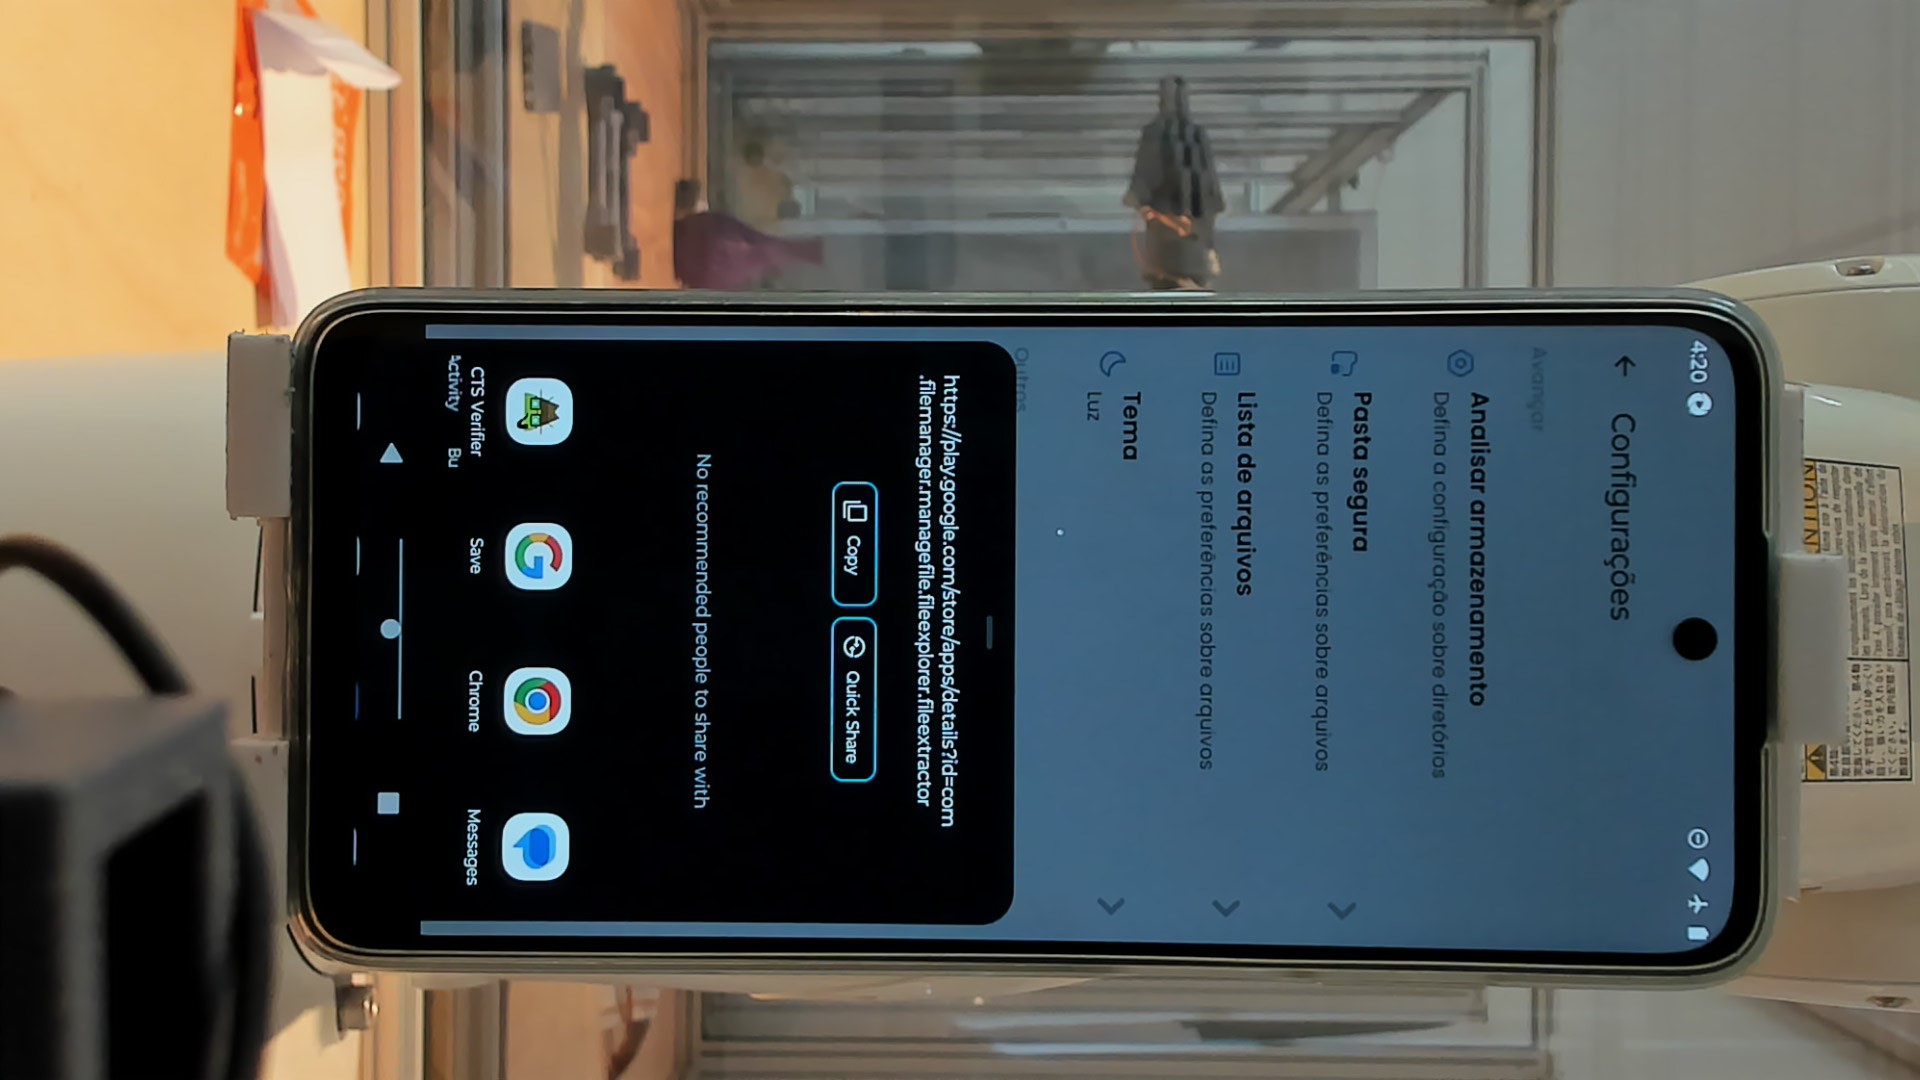 4:20
Configurações
Avançar
Analisar armazenamento
Defina a configuração sobre diretórios
Pasta segura
Defina as preferências sobre arquivos
Lista de arquivos
Defina as preferências sobre arquivos
Tema
Luz
Outros
https://play.google.com/store/apps/details?id=com
.filemanager.managefile.fileexplorer.fileextractor
Copy
Quick Share
No recommended people to share with
CTS Verifier
Save
Chrome
Messages
Activity Bu